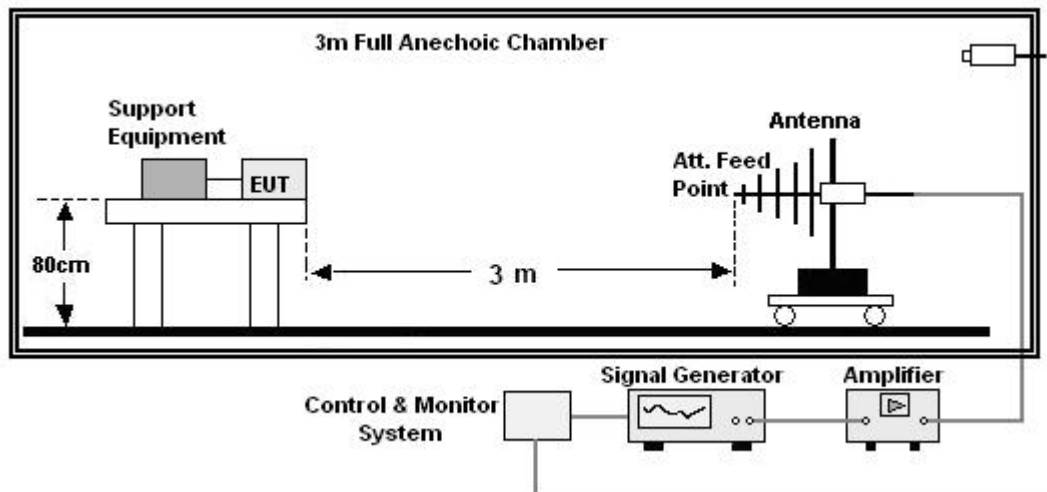 3m Full Anechoic Chamber
Support
Equipment
EUT
80cm
3 m
Antenna
Att. Feed
Point
Signal Generator
Amplifier
Control & Monitor
System